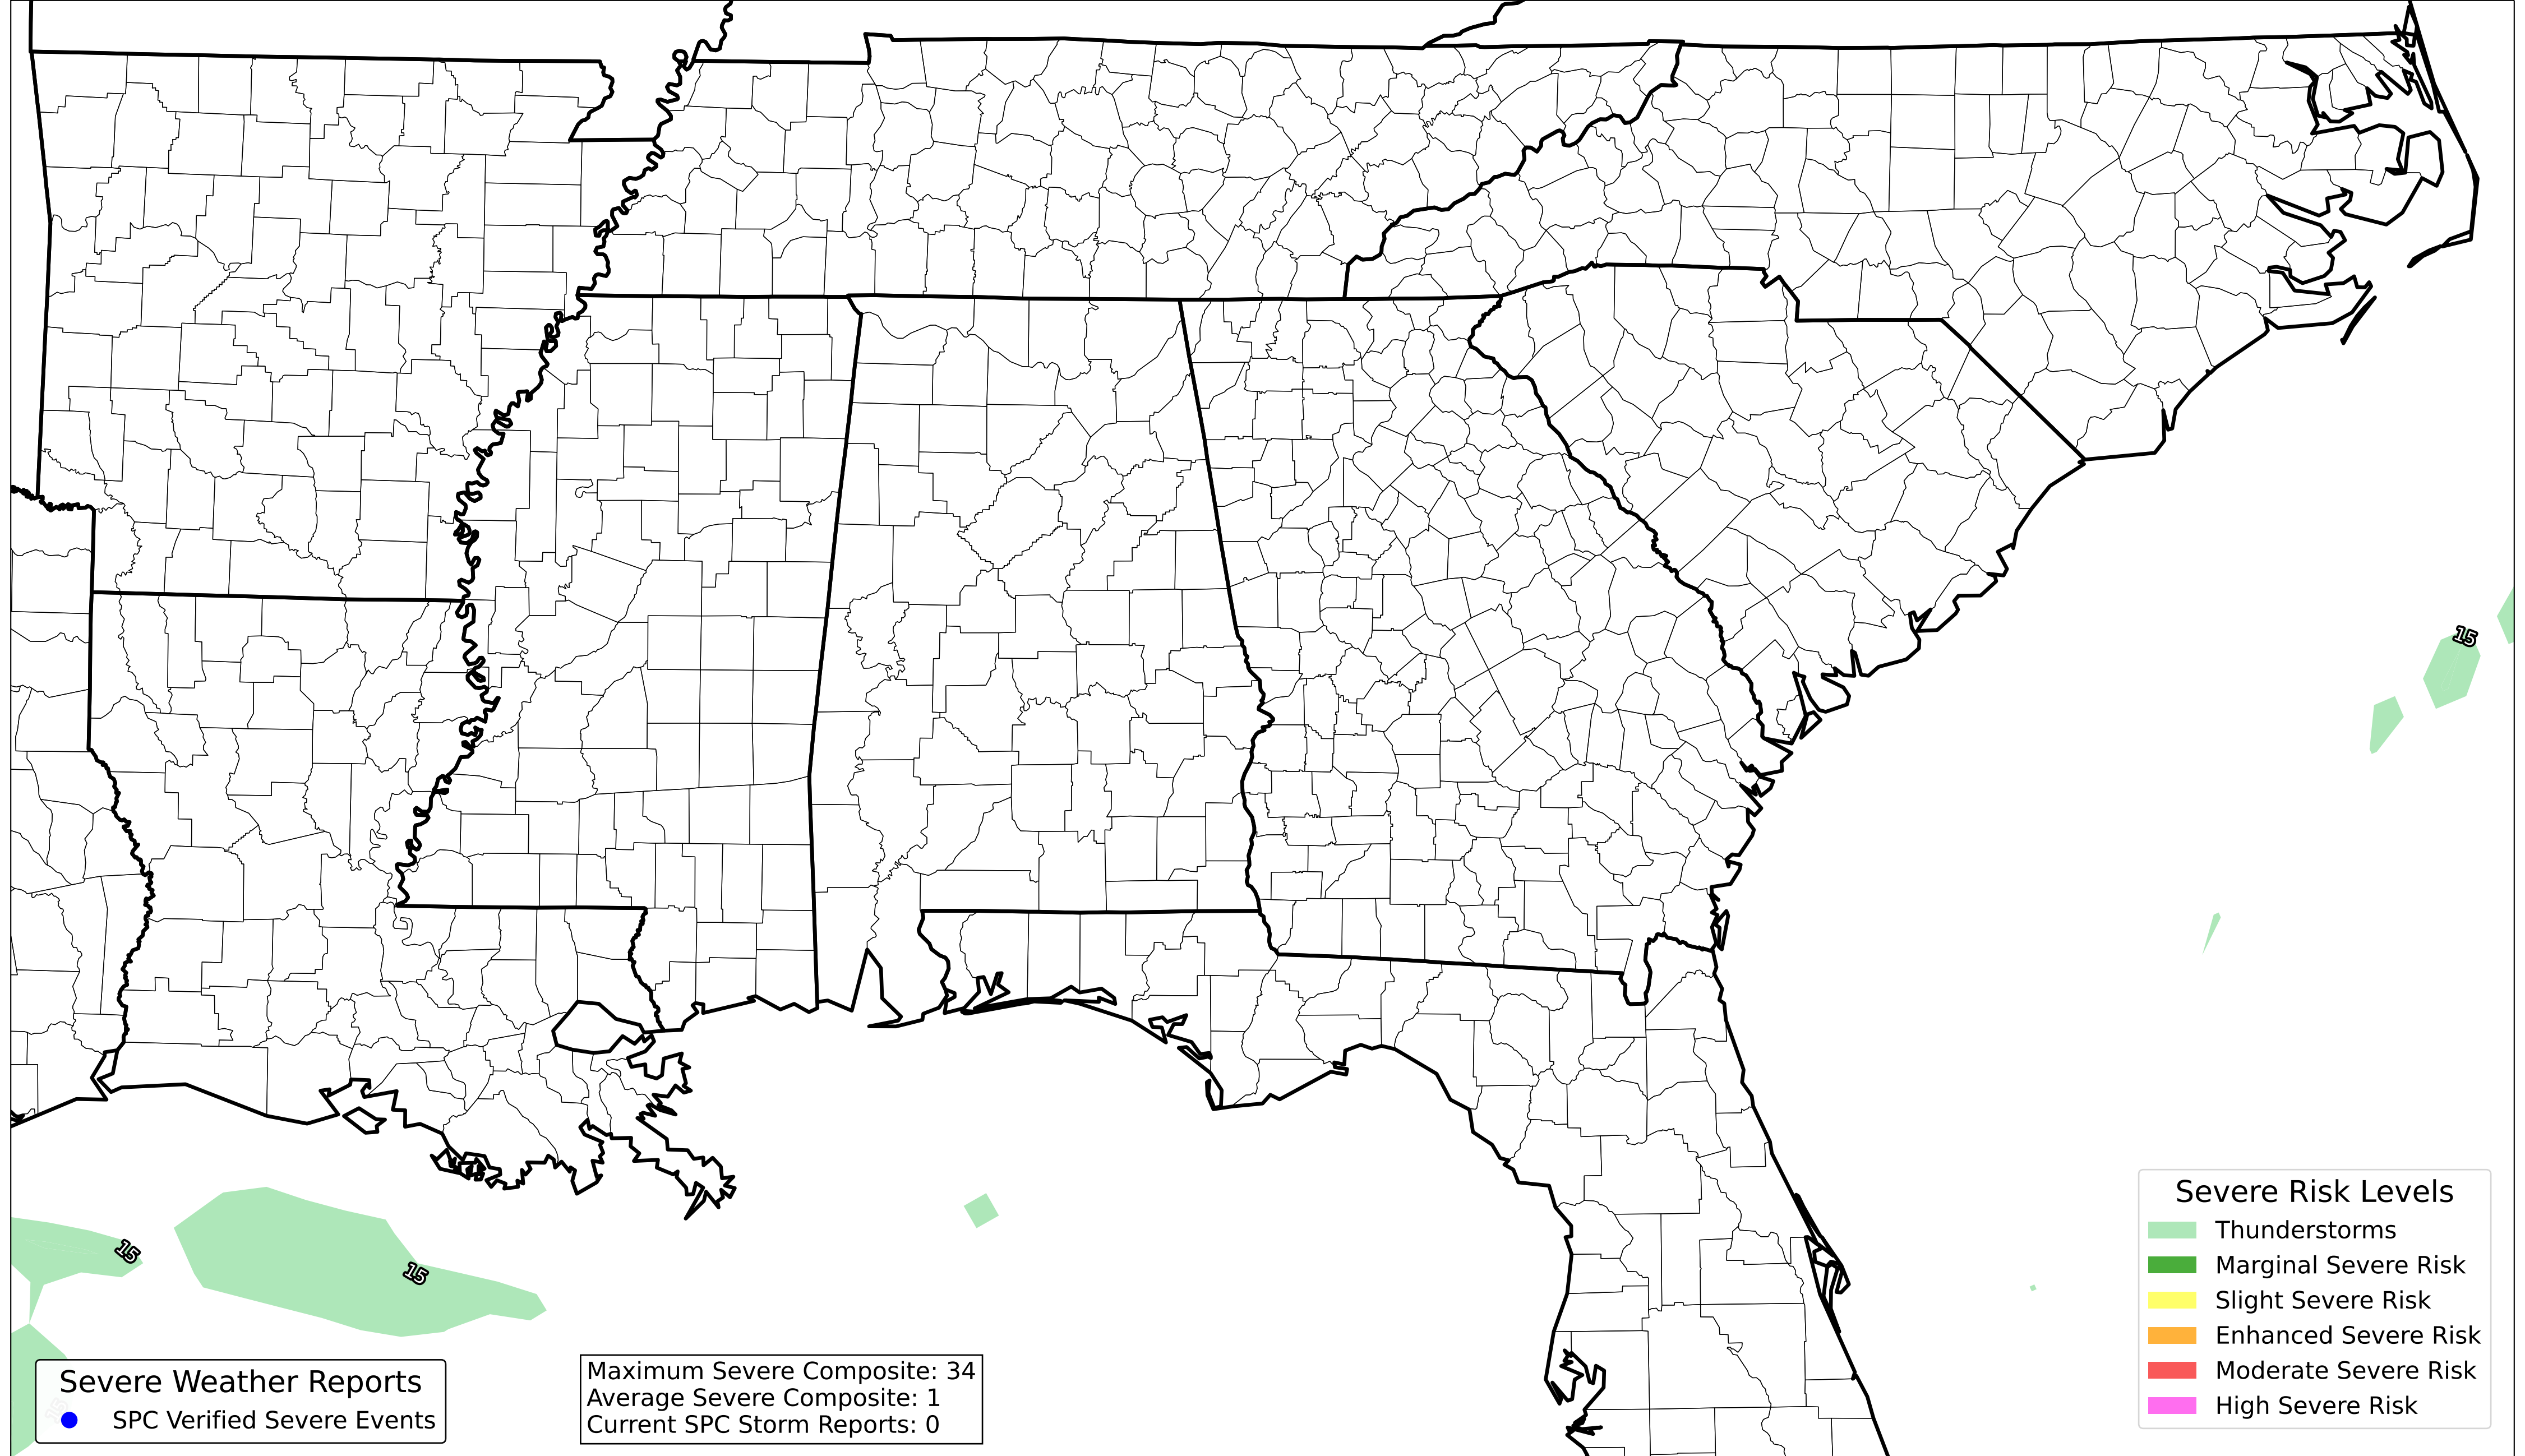 15
15
15
Severe Weather Reports
SPC Verified Severe Events
Maximum Severe Composite: 34
Average Severe Composite: 1
Current SPC Storm Reports: 0
Severe Risk Levels
Thunderstorms
Marginal Severe Risk
Slight Severe Risk
Enhanced Severe Risk
Moderate Severe Risk
High Severe Risk